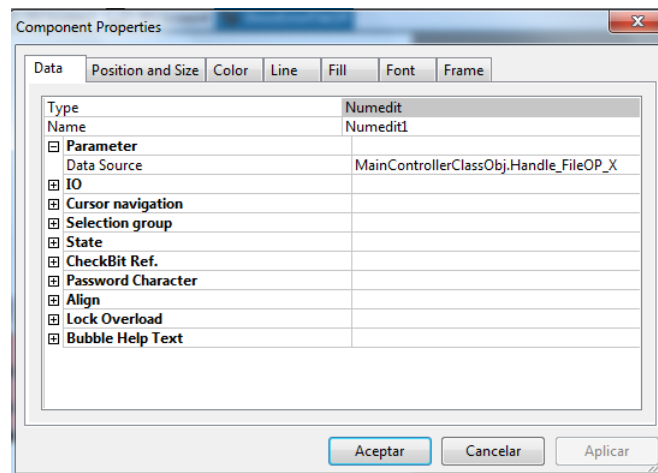 Component Properties
Data Position and Size Color Line Fill Font Frame
Type Numedit
Name Numedit1
Parameter
Data Source MainControllerClassObj.Handle_FileOP_X
IO
Cursor navigation
Selection group
State
CheckBit Ref.
Password Character
Align
Lock Overload
Bubble Help Text
Aceptar Cancelar Aplicar